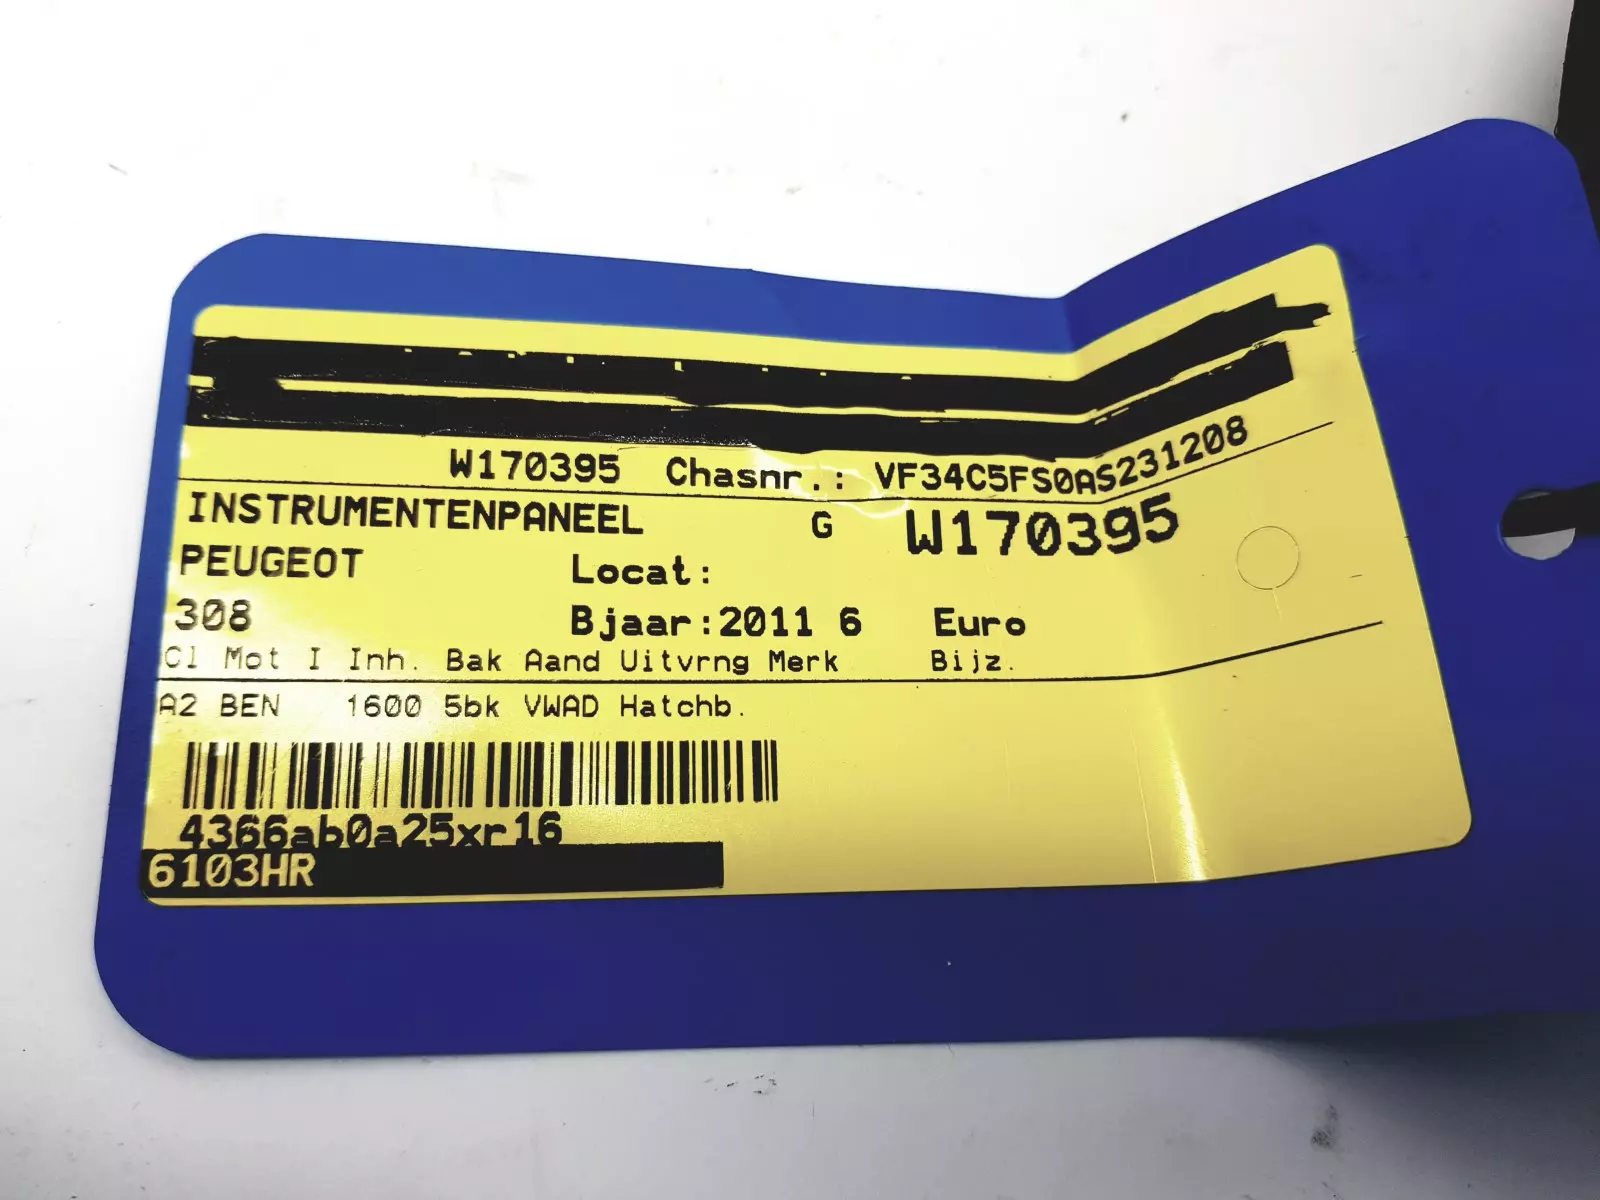 W170395 Chasnr.: VF34C5FS0AS231208
INSTRUMENTENPANEEL G W170395
PEUGEOT Locat:
308 Bjaar:2011 6 Euro
Cl Mot I Inh. Bak Aand Uitvrng Merk Bijz.
A2 BEN 1600 5bk VWAD Hatchb.
4366ab0a25xr16
6103HR